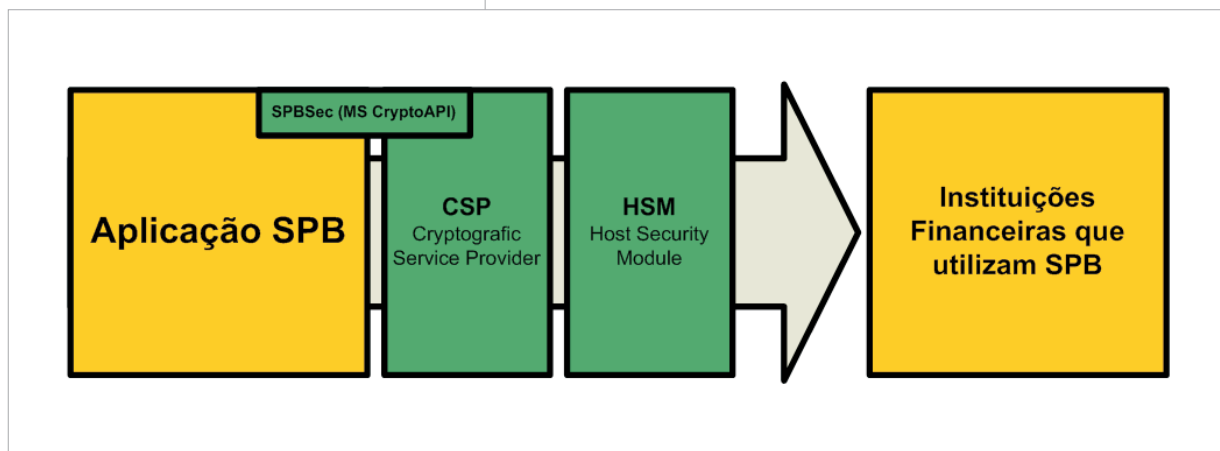 SPBSec (MS CryptoAPI)
Aplicação SPB
CSP
Cryptografic
Service Provider
HSM
Host Security
Module
Instituições
Financeiras que
utilizam SPB